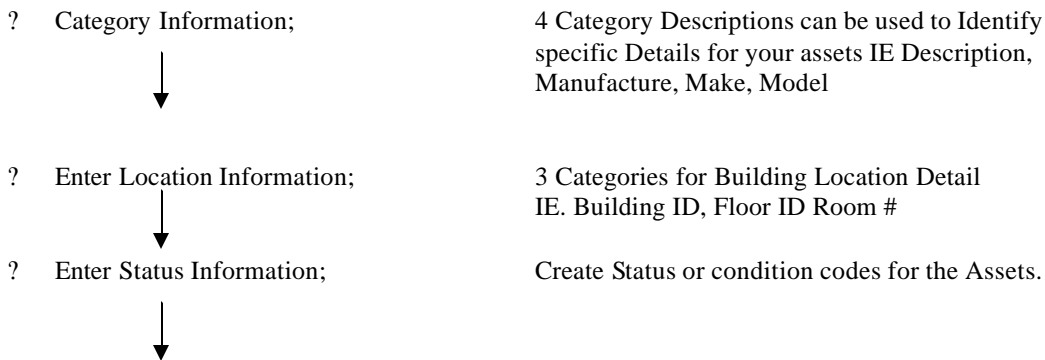 ? Category Information; 4 Category Descriptions can be used to Identify
specific Details for your assets IE Description,
Manufacture, Make, Model
? Enter Location Information; 3 Categories for Building Location Detail
IE. Building ID, Floor ID Room #
? Enter Status Information; Create Status or condition codes for the Assets.